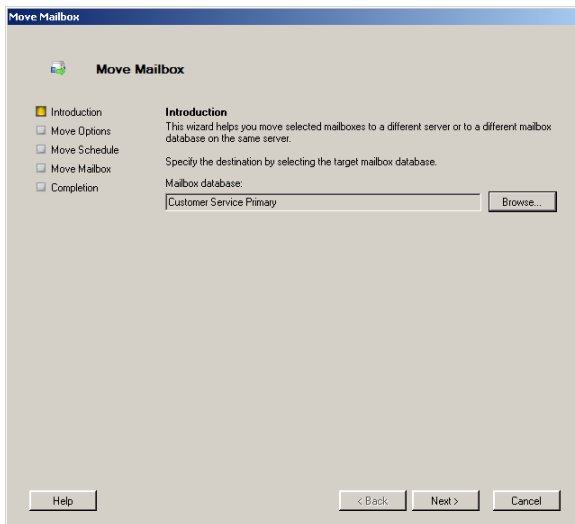 Move Mailbox
Move Mailbox
Introduction
Move Options
Move Schedule
Move Mailbox
Completion
Introduction
This wizard helps you move selected mailboxes to a different server or to a different mailbox
database on the same server.
Specify the destination by selecting the target mailbox database.
Mailbox database:
Customer Service Primary
Browse...
Help
< Back
Next >
Cancel